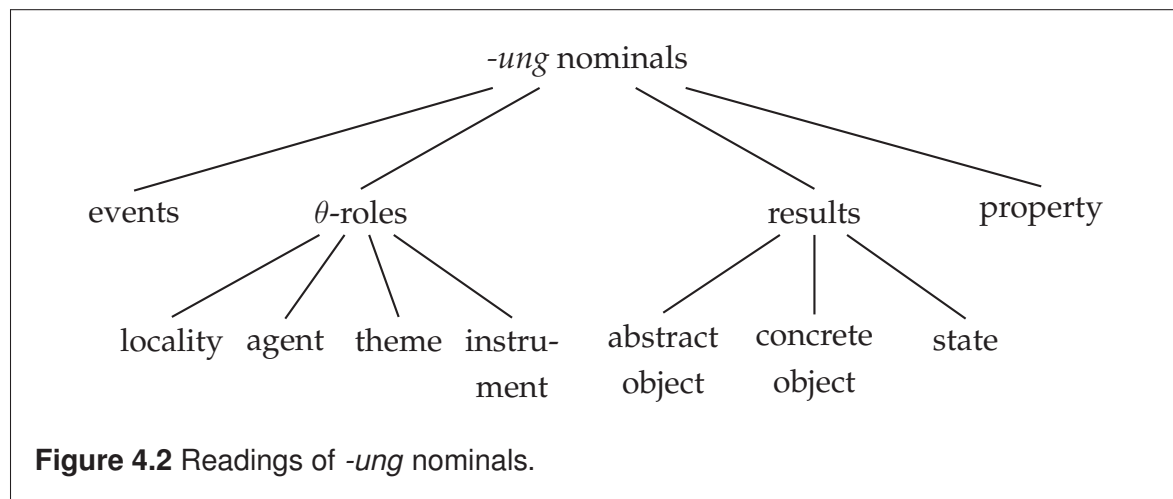 -ung nominals
events θ-roles results property
locality agent theme instru-
ment abstract
object concrete
object state
Figure 4.2 Readings of -ung nominals.